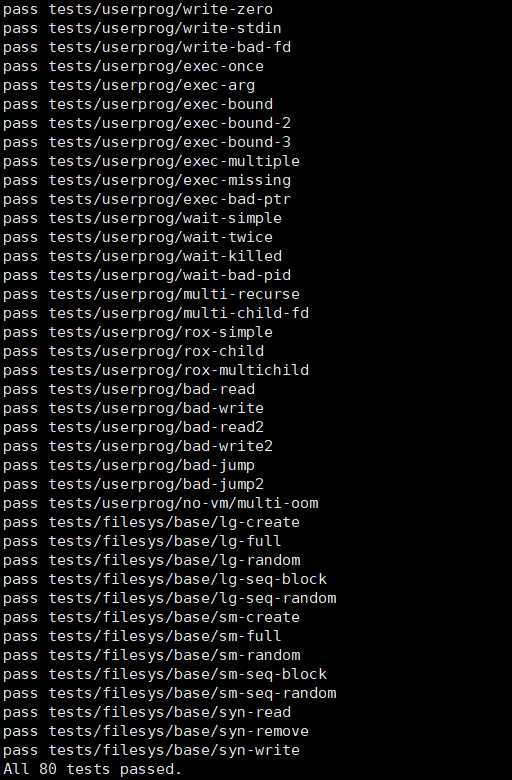 pass tests/userprog/write-zero
pass tests/userprog/write-stdin
pass tests/userprog/write-bad-fd
pass tests/userprog/exec-once
pass tests/userprog/exec-arg
pass tests/userprog/exec-bound
pass tests/userprog/exec-bound-2
pass tests/userprog/exec-bound-3
pass tests/userprog/exec-multiple
pass tests/userprog/exec-missing
pass tests/userprog/exec-bad-ptr
pass tests/userprog/wait-simple
pass tests/userprog/wait-twice
pass tests/userprog/wait-killed
pass tests/userprog/wait-bad-pid
pass tests/userprog/multi-recurse
pass tests/userprog/multi-child-fd
pass tests/userprog/rox-simple
pass tests/userprog/rox-child
pass tests/userprog/rox-multichild
pass tests/userprog/bad-read
pass tests/userprog/bad-write
pass tests/userprog/bad-read2
pass tests/userprog/bad-write2
pass tests/userprog/bad-jump
pass tests/userprog/bad-jump2
pass tests/userprog/no-vm/multi-oom
pass tests/filesys/base/lg-create
pass tests/filesys/base/lg-full
pass tests/filesys/base/lg-random
pass tests/filesys/base/lg-seq-block
pass tests/filesys/base/lg-seq-random
pass tests/filesys/base/sm-create
pass tests/filesys/base/sm-full
pass tests/filesys/base/sm-random
pass tests/filesys/base/sm-seq-block
pass tests/filesys/base/sm-seq-random
pass tests/filesys/base/syn-read
pass tests/filesys/base/syn-remove
pass tests/filesys/base/syn-write
All 80 tests passed.